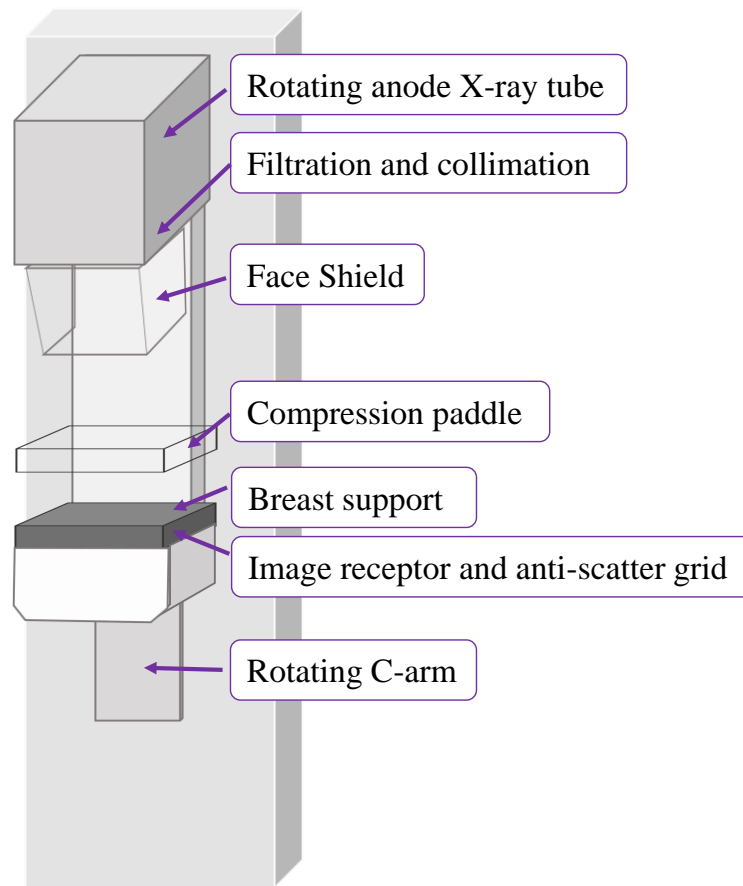 Rotating anode X-ray tube
Filtration and collimation
Face Shield
Compression paddle
Breast support
Image receptor and anti-scatter grid
Rotating C-arm